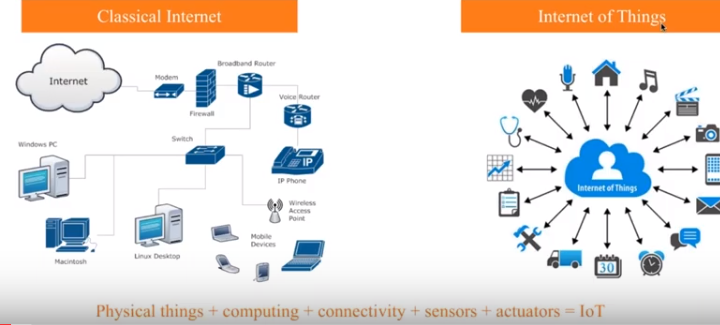 Classical Internet
Internet of Things
Internet
Modem
Broadband Router
Firewall
Voice Router
Switch
Windows PC
IP
IP Phone
Wireless
Access
Point
Mobile
Devices
Macintosh
Linux Desktop
Internet of Things
30
Physical things + computing + connectivity + sensors + actuators = IoT